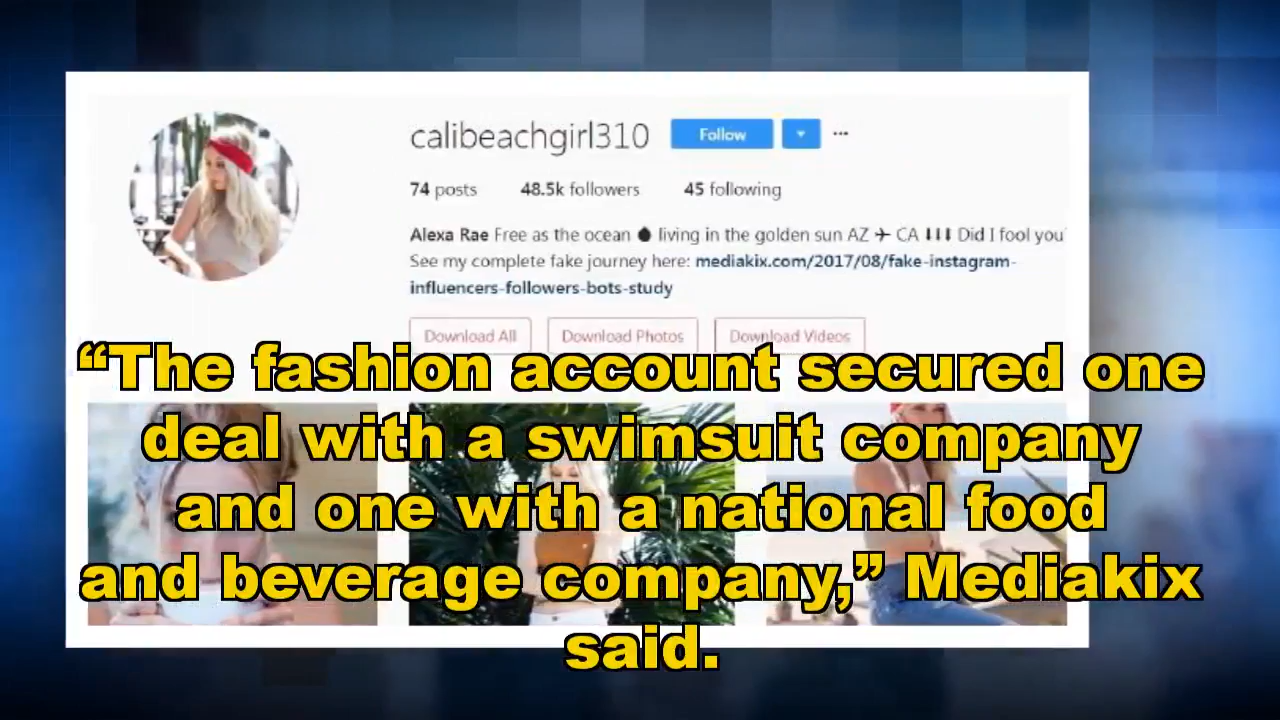 calibeachgirl310 Follow
74 posts 48.5k followers 45 following
Alexa Rae Free as the ocean living in the golden sun AZ ✈ CA ⬇⬇⬇ Did I fool you
See my complete fake journey here: mediakix.com/2017/08/fake-instagram-
influencers-followers-bots-study
Download All Download Photos Download Videos
“The fashion account secured one
deal with a swimsuit company
and one with a national food
and beverage company,” Mediakix
said.